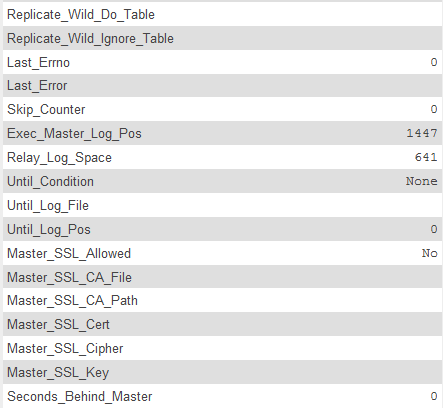 Replicate_Wild_Do_Table
Replicate_Wild_Ignore_Table
Last_Errno 0
Last_Error
Skip_Counter 0
Exec_Master_Log_Pos 1447
Relay_Log_Space 641
Until_Condition None
Until_Log_File
Until_Log_Pos 0
Master_SSL_Allowed No
Master_SSL_CA_File
Master_SSL_CA_Path
Master_SSL_Cert
Master_SSL_Cipher
Master_SSL_Key
Seconds_Behind_Master 0